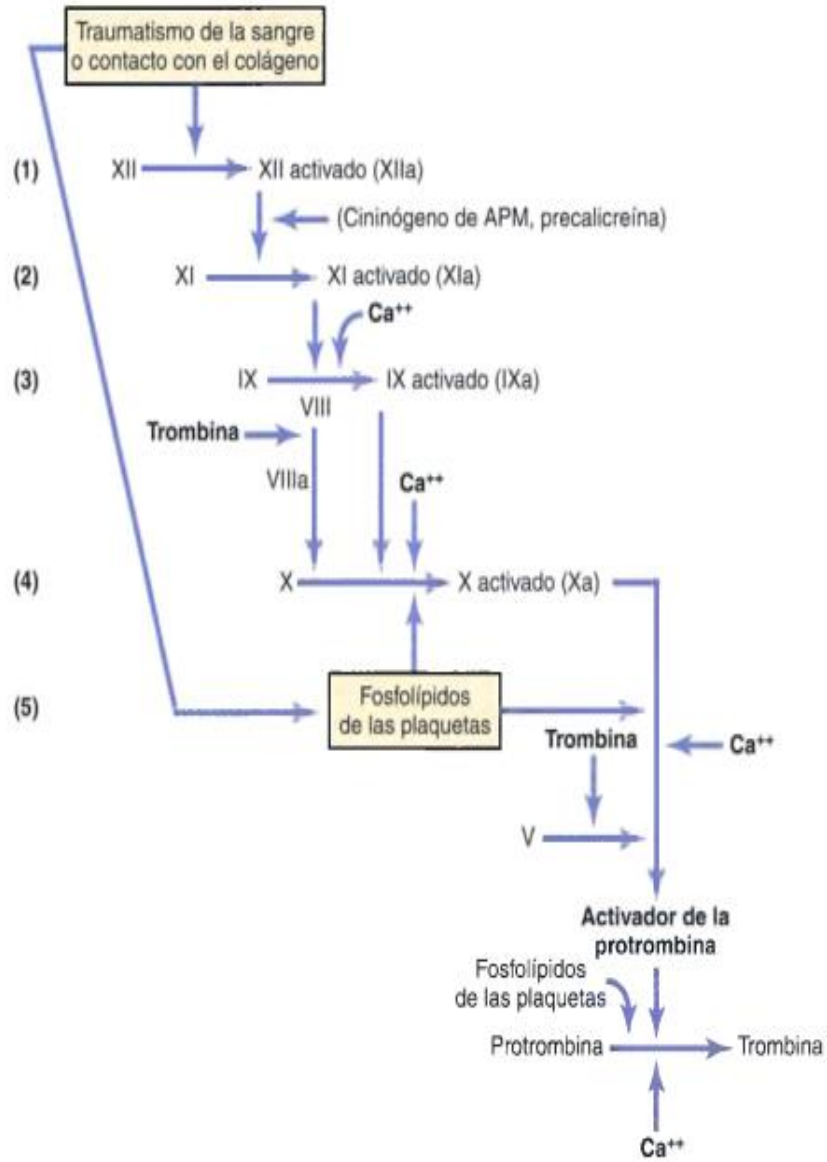 Traumatismo de la sangre
o contacto con el colágeno
(1) XII XII activado (XIIa)
(Cininógeno de APM, precalicreína)
(2) XI XI activado (XIa)
Ca++
(3) IX IX activado (IXa)
VIII
Trombina
VIIIa Ca++
(4) X X activado (Xa)
(5) Fosfolípidos
de las plaquetas
Trombina Ca++
V
Activador de la
protrombina
Fosfolípidos
de las plaquetas
Protrombina Trombina
Ca++